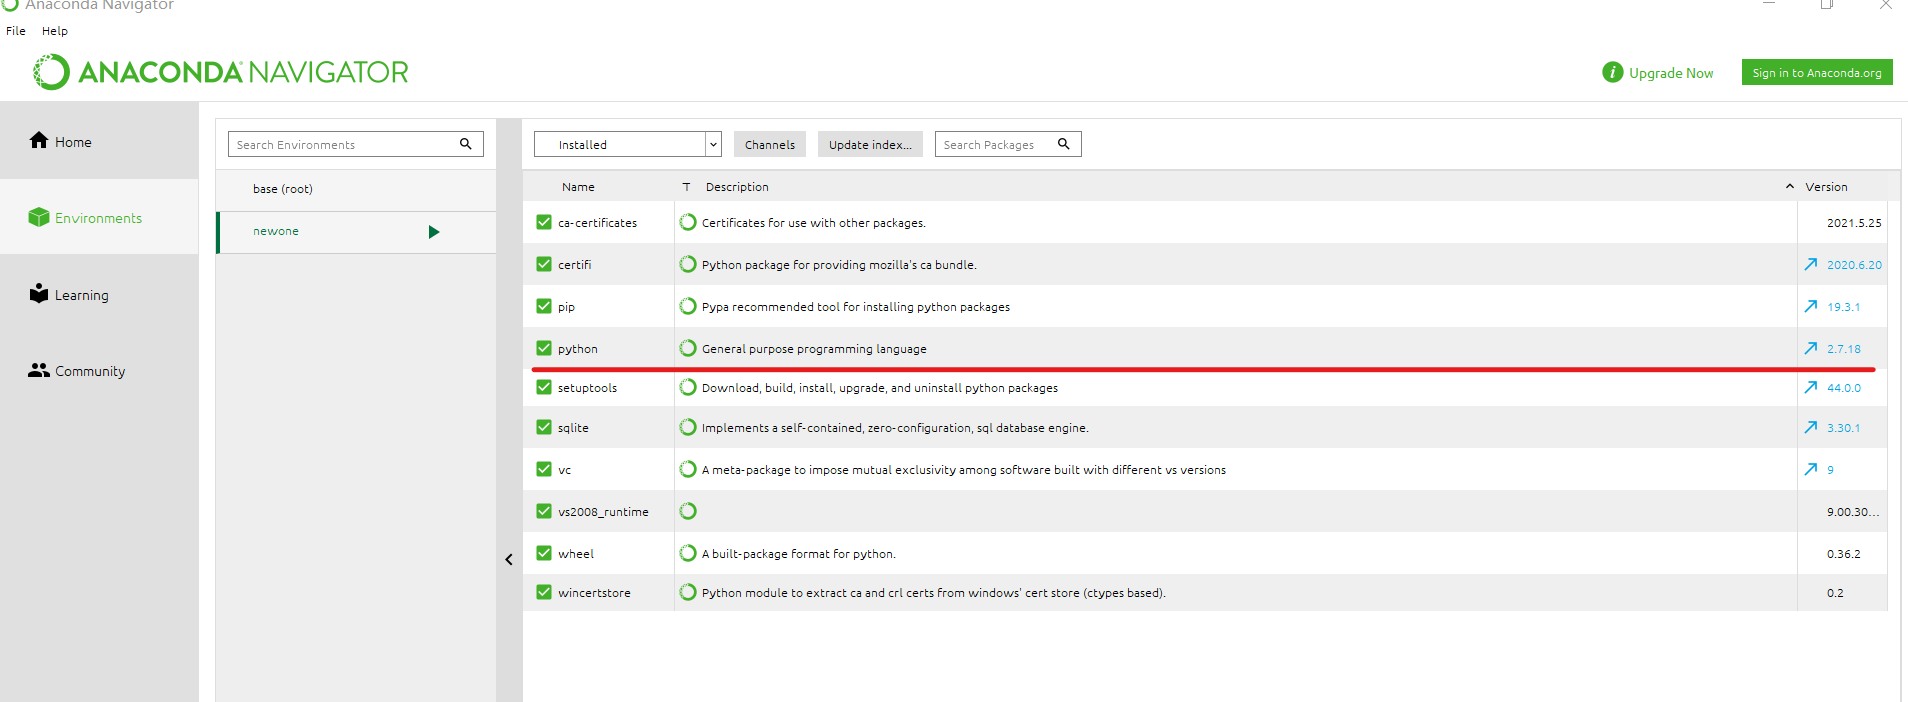 Anaconda Navigator
File Help
ANACONDA NAVIGATOR
i Upgrade Now Sign in to Anaconda.org
Home
Environments
Learning
Community
Search Environments
base (root)
newone
Installed Channels Update index... Search Packages
Name T Description Version
ca-certificates Certificates for use with other packages. 2021.5.25
certifi Python package for providing mozilla's ca bundle. 2020.6.20
pip Pypa recommended tool for installing python packages 19.3.1
python General purpose programming language 2.7.18
setuptools Download, build, install, upgrade, and uninstall python packages 44.0.0
sqlite Implements a self-contained, zero-configuration, sql database engine. 3.30.1
vc A meta-package to impose mutual exclusivity among software built with different vs versions 9
vs2008_runtime 9.00.30...
wheel A built-package format for python. 0.36.2
wincertstore Python module to extract ca and crl certs from windows' cert store (ctypes based). 0.2